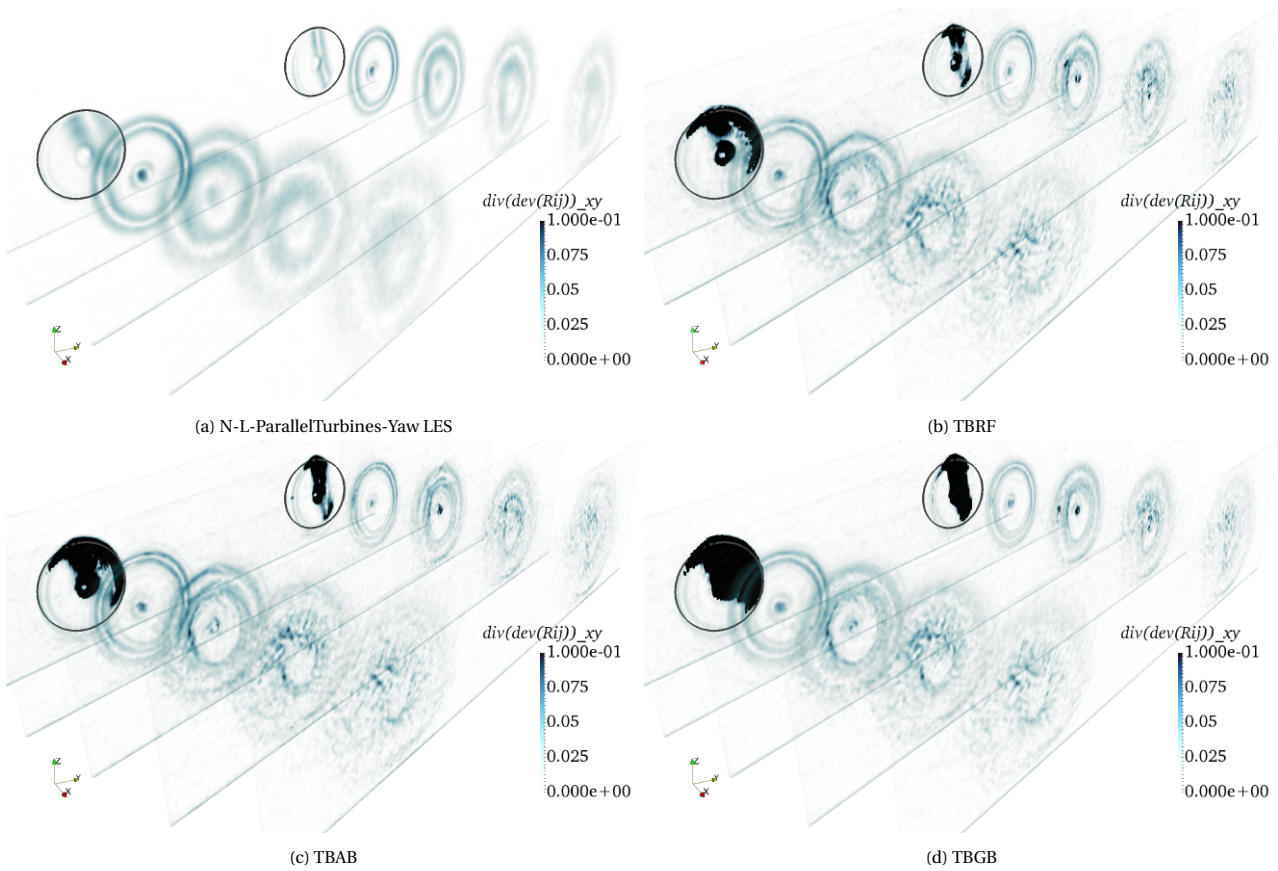 div(dev(Rij))_xy
1.000e-01
0.075
0.05
0.025
0.000e+00
Z
Y
X
(a) N-L-ParallelTurbines-Yaw LES
div(dev(Rij))_xy
1.000e-01
0.075
0.05
0.025
0.000e+00
Z
Y
X
(b) TBRF
div(dev(Rij))_xy
1.000e-01
0.075
0.05
0.025
0.000e+00
Z
Y
X
(c) TBAB
div(dev(Rij))_xy
1.000e-01
0.075
0.05
0.025
0.000e+00
Z
Y
X
(d) TBGB